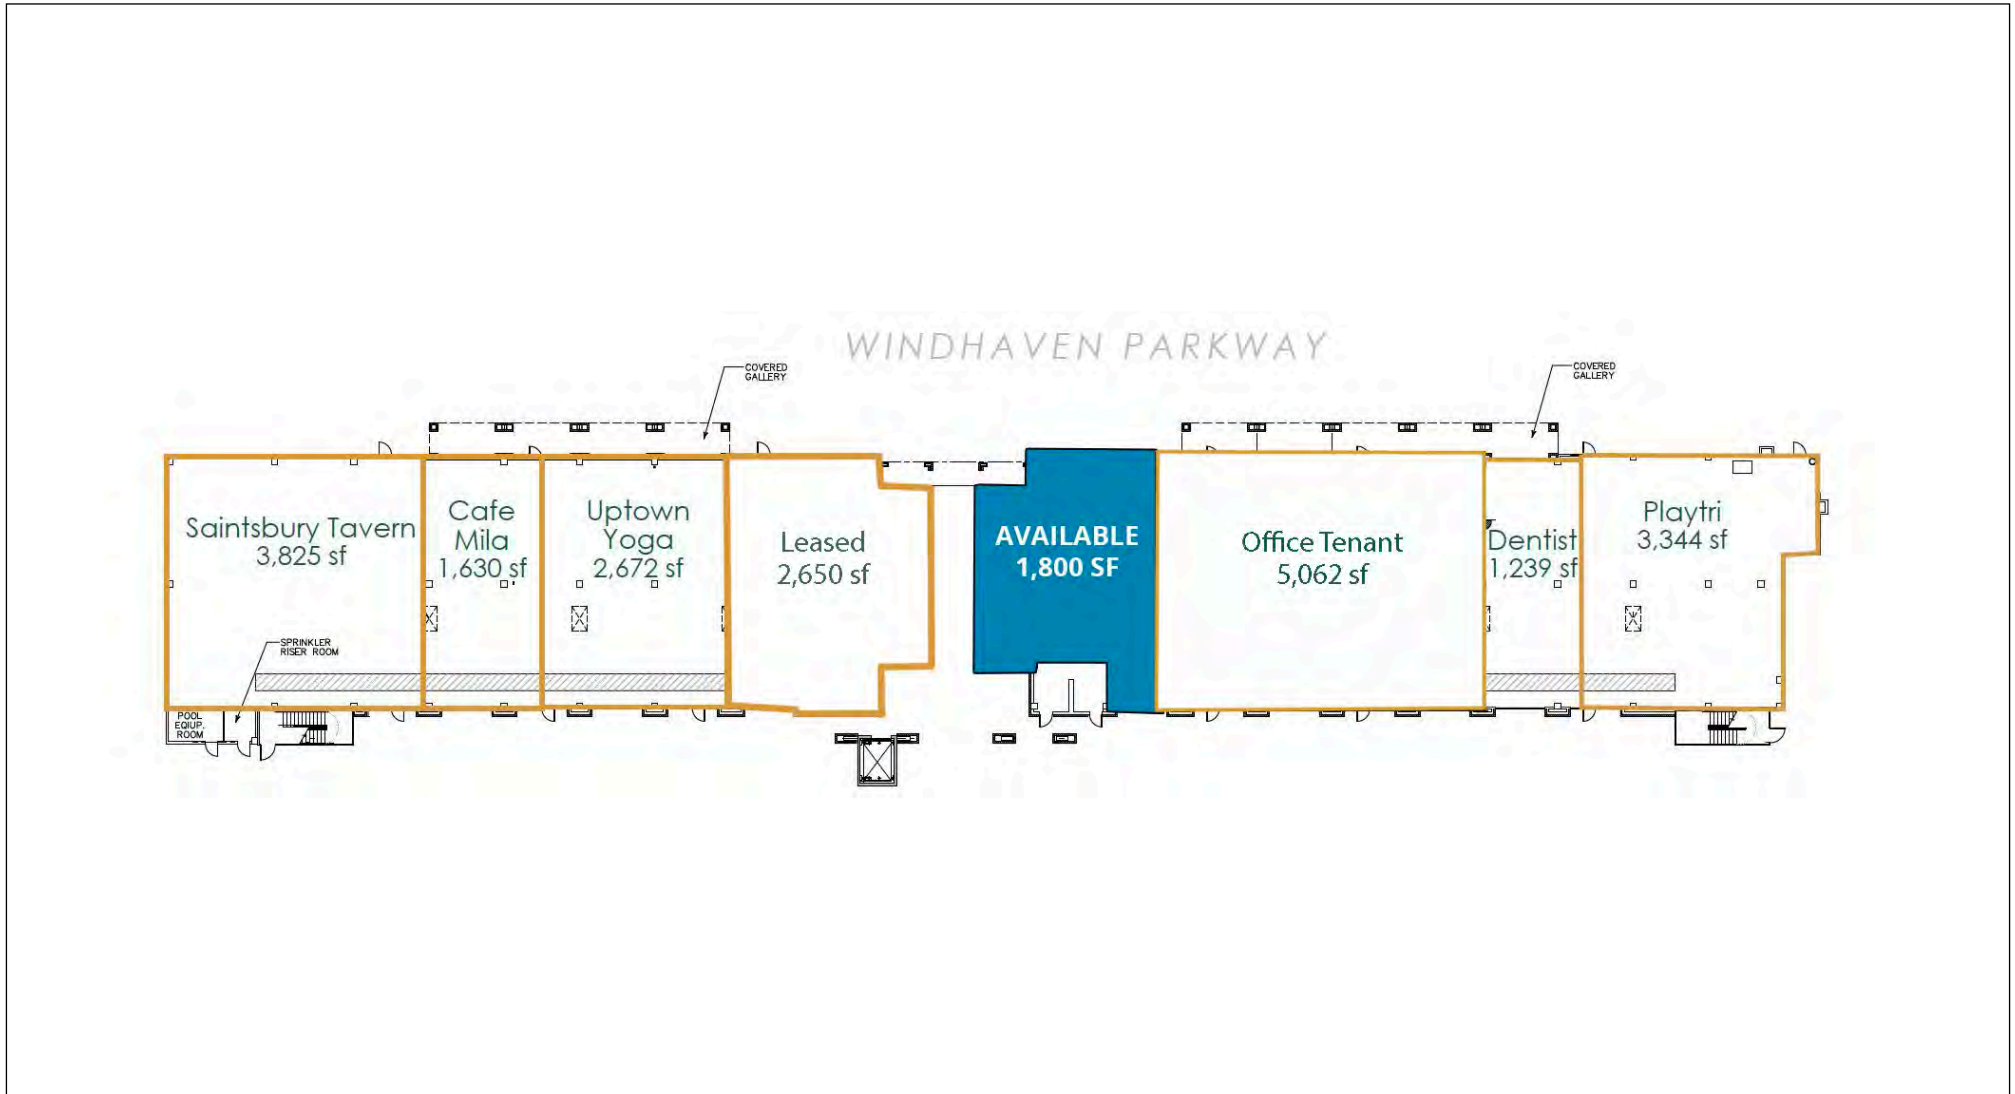 WINDHAVEN PARKWAY
COVERED
GALLERY
COVERED
GALLERY
Saintsbury Tavern
3,825 sf
Cafe
Mila
1,630 sf
Uptown
Yoga
2,672 sf
Leased
2,650 sf
AVAILABLE
1,800 SF
Office Tenant
5,062 sf
Dentist
1,239 sf
Playtri
3,344 sf
SPRINKLER
RISER ROOM
POOL
EQIUP.
ROOM